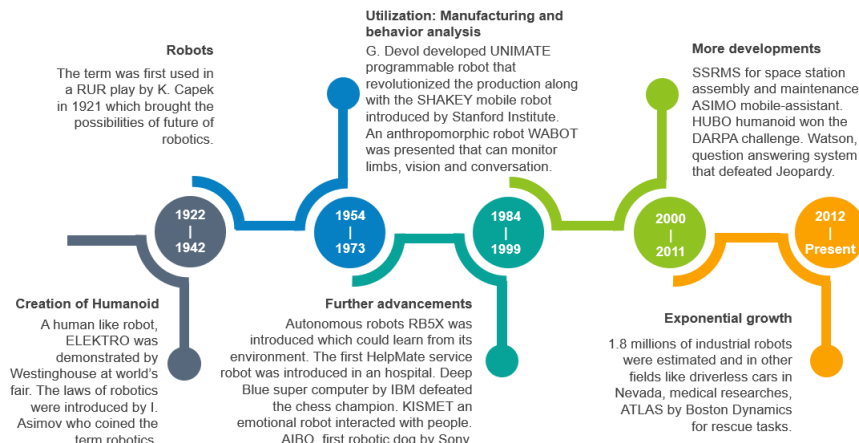 Robots
The term was first used in
a RUR play by K. Capek
in 1921 which brought the
possibilities of future of
robotics.
Utilization: Manufacturing and
behavior analysis
G. Devol developed UNIMATE
programmable robot that
revolutionized the production along
with the SHAKEY mobile robot
introduced by Stanford Institute.
An anthropomorphic robot WABOT
was presented that can monitor
limbs, vision and conversation.
More developments
SSRMS for space station
assembly and maintenance
ASIMO mobile-assistant.
HUBO humanoid won the
DARPA challenge. Watson,
question answering system
that defeated Jeopardy.
1922
|
1942
1954
|
1973
1984
|
1999
2000
|
2011
2012
|
Present
Creation of Humanoid
A human like robot,
ELEKTRO was
demonstrated by
Westinghouse at world's
fair. The laws of robotics
were introduced by I.
Asimov who coined the
term robotics.
Further advancements
Autonomous robots RB5X was
introduced which could learn from its
environment. The first HelpMate service
robot was introduced in an hospital. Deep
Blue super computer by IBM defeated
the chess champion. KISMET an
emotional robot interacted with people.
AIBO, first robotic dog by Sony.
Exponential growth
1.8 millions of industrial robots
were estimated and in other
fields like driverless cars in
Nevada, medical researches,
ATLAS by Boston Dynamics
for rescue tasks.